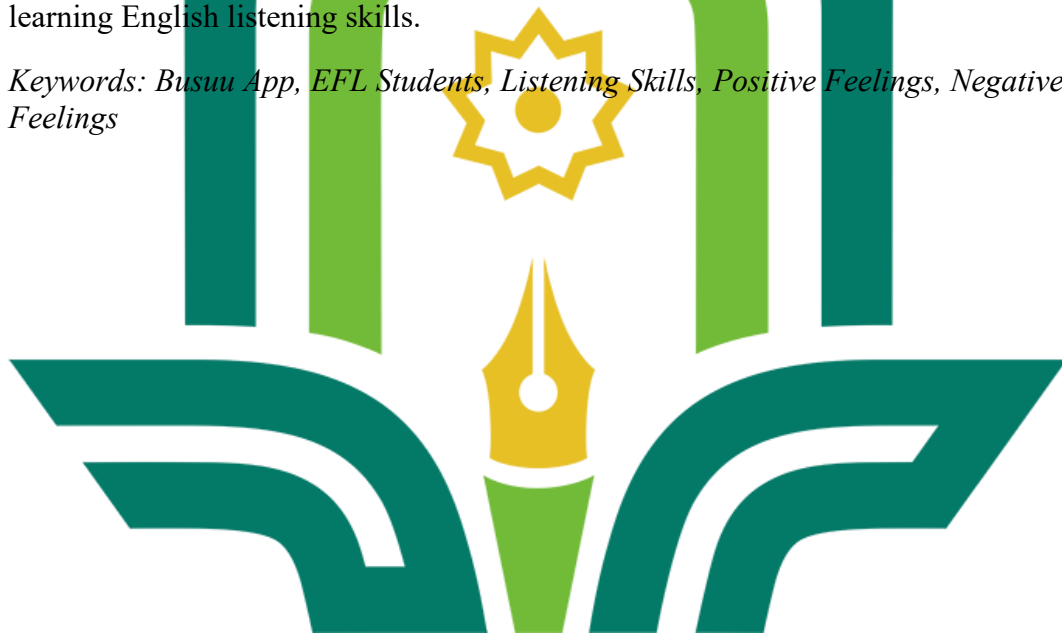 learning English listening skills.
Keywords: Busuu App, EFL Students, Listening Skills, Positive Feelings, Negative
Feelings